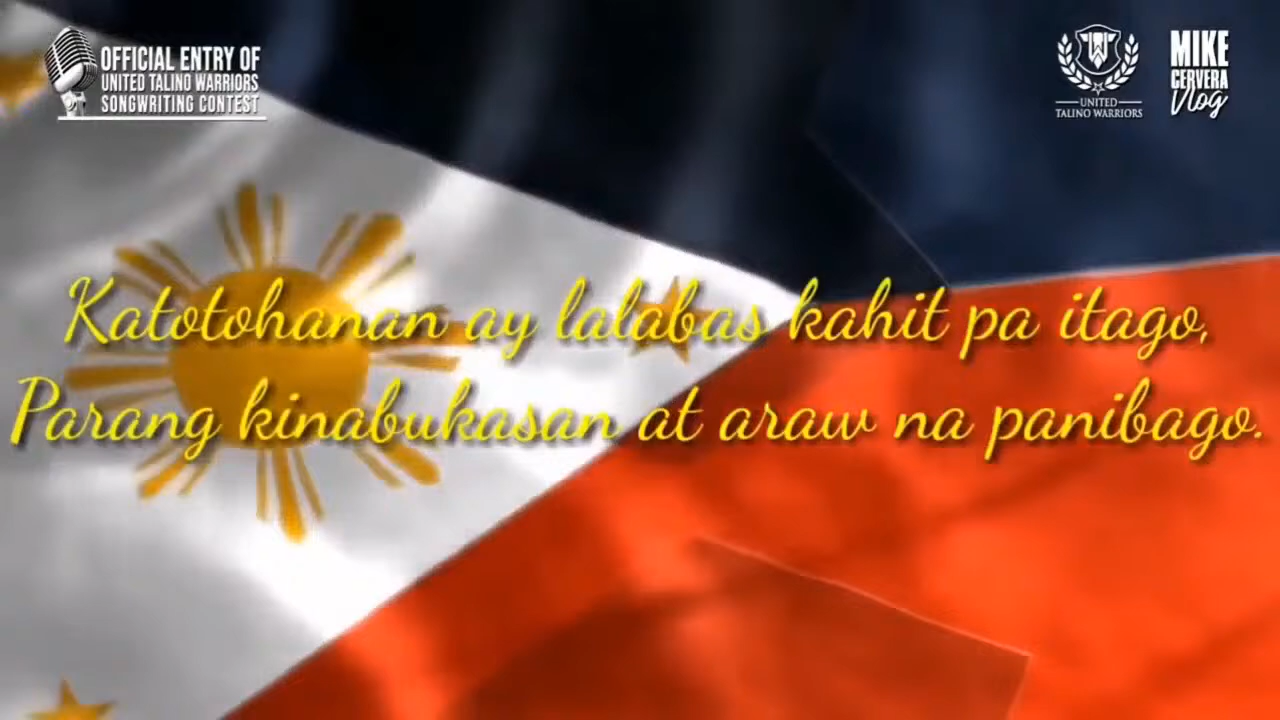 OFFICIAL ENTRY OF
UNITED TALINO WARRIORS
SONGWRITING CONTEST
UNITED
TALINO WARRIORS
MIKE
CERVERA
Vlog
Katotohanan ay lalabas kahit pa itago,
Parang kinabukasan at araw na panibago.